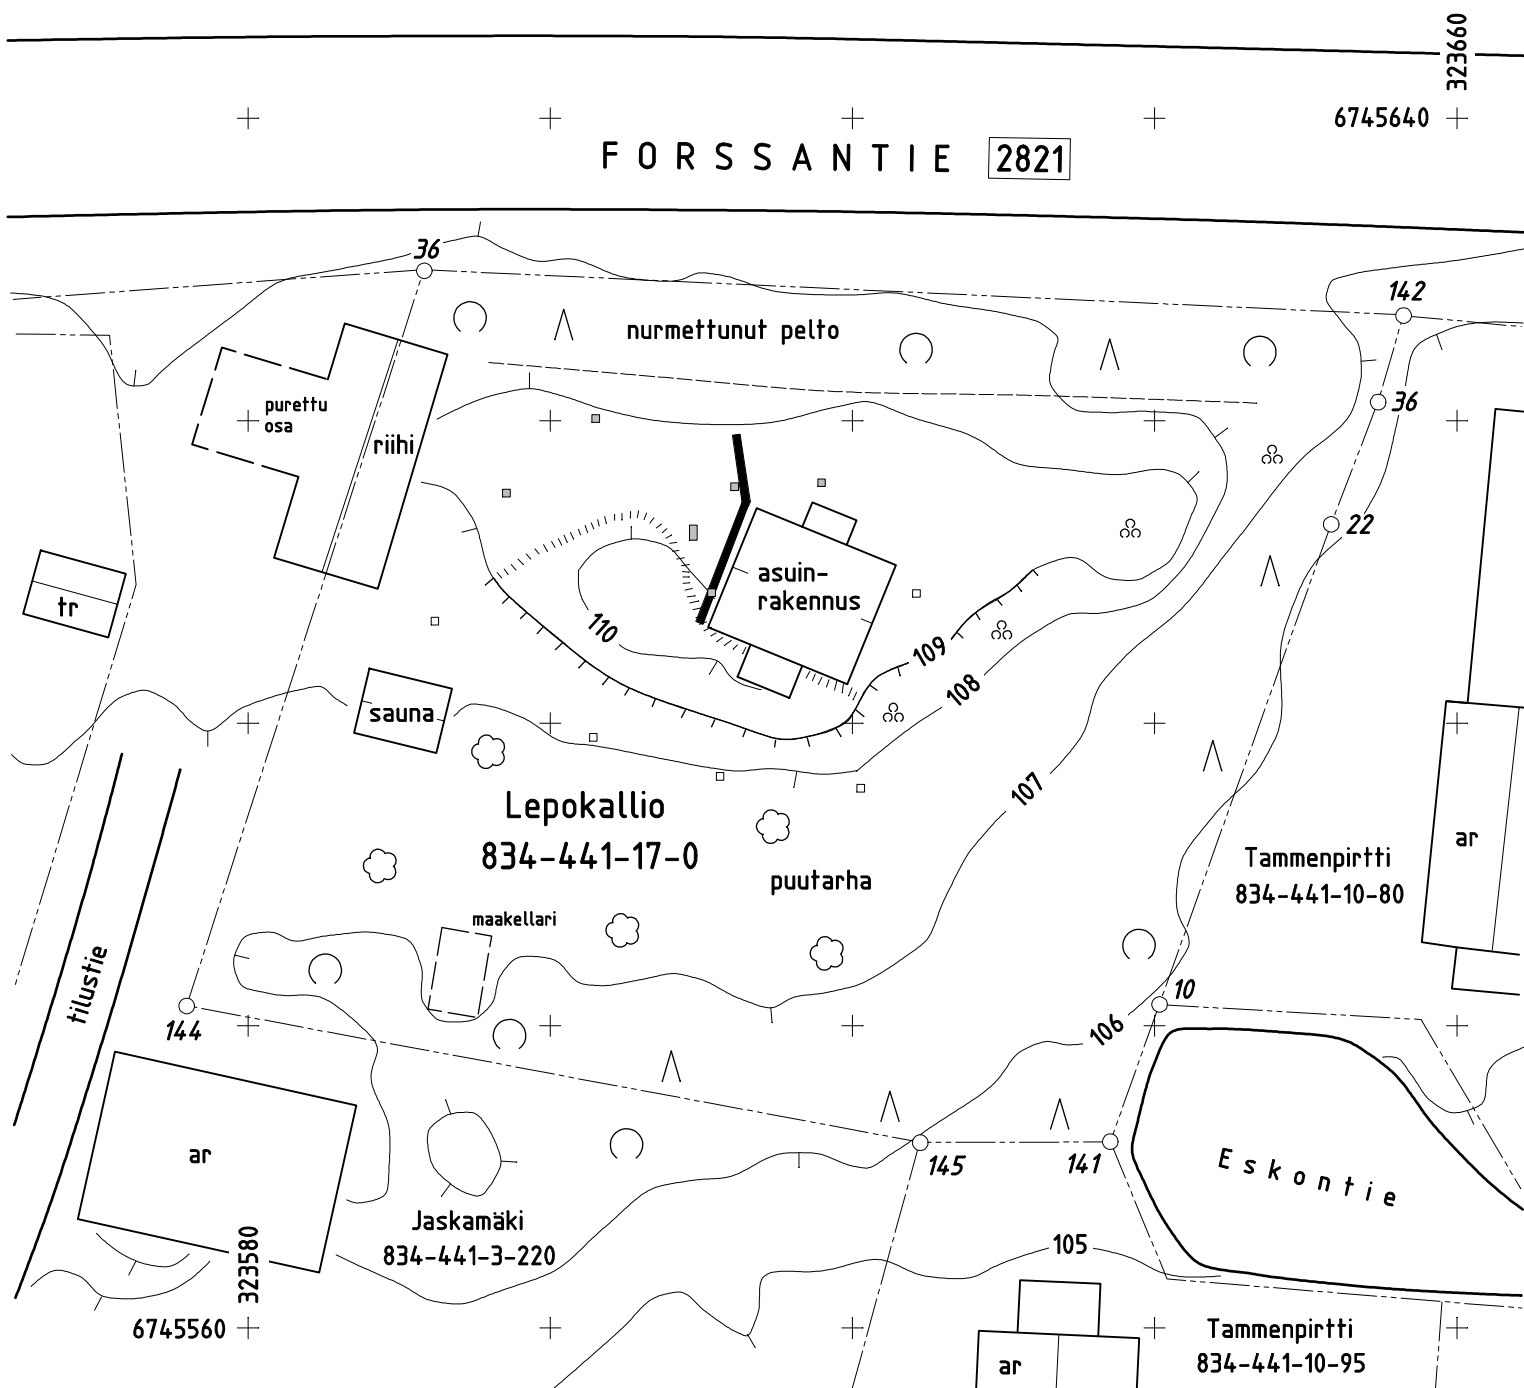 323660
6745640
FORSSANTIE 2821
36
142
nurmettunut pelto
36
purettu
osa
riihi
22
asuin-
rakennus
tr
110
109
108
sauna
107
Lepokallio
834-441-17-0
ar
Tammenpirtti
834-441-10-80
puutarha
maakellari
tilustie
10
144
106
145
141
ar
Eskontie
Jaskamäki
834-441-3-220
105
323580
6745560
Tammenpirtti
834-441-10-95
ar